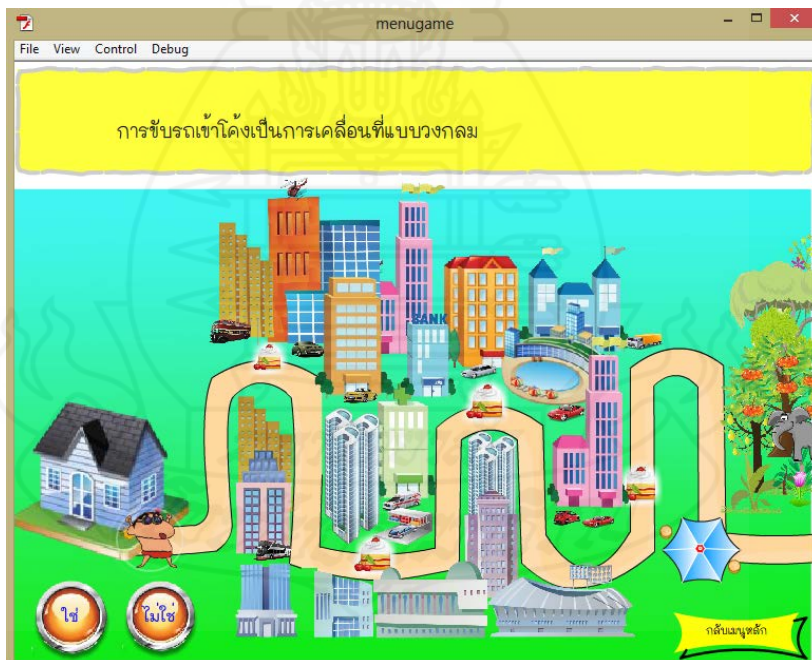 menugame
File View Control Debug
การขับรถเข้าโค้งเป็นการเคลื่อนที่แบบวงกลม
BANK
ใช่ ไม่ใช่
กลับเมนูหลัก